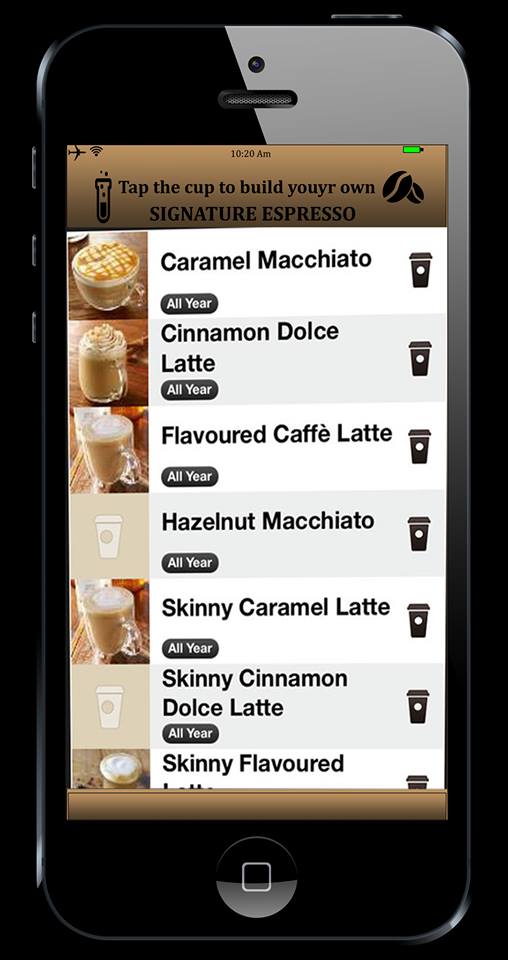 10:20 Am
Tap the cup to build youyr own
SIGNATURE ESPRESSO
Caramel Macchiato
All Year
Cinnamon Dolce
Latte
All Year
Flavoured Caffè Latte
All Year
Hazelnut Macchiato
All Year
Skinny Caramel Latte
All Year
Skinny Cinnamon
Dolce Latte
All Year
Skinny Flavoured